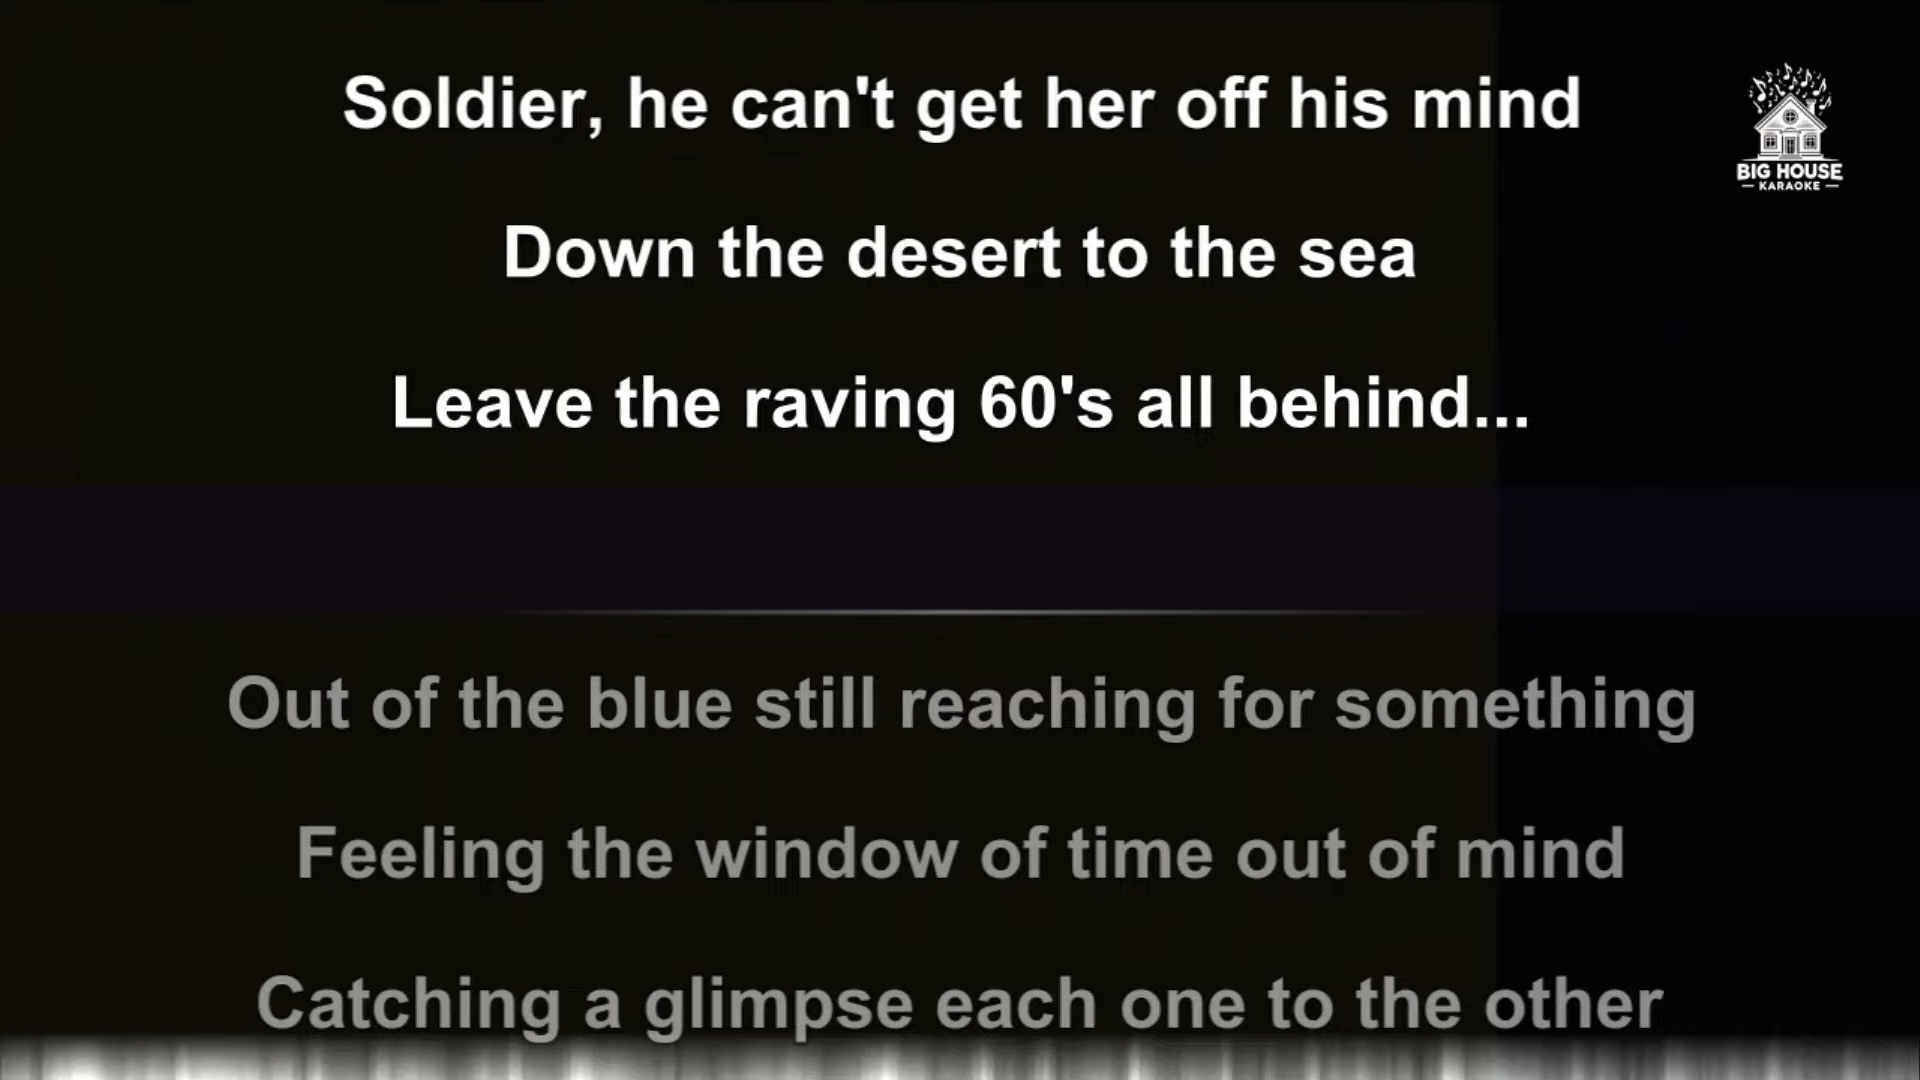 Soldier, he can't get her off his mind
BIG HOUSE
KARAOKE
Down the desert to the sea
Leave the raving 60's all behind...
Out of the blue still reaching for something
Feeling the window of time out of mind
Catching a glimpse each one to the other